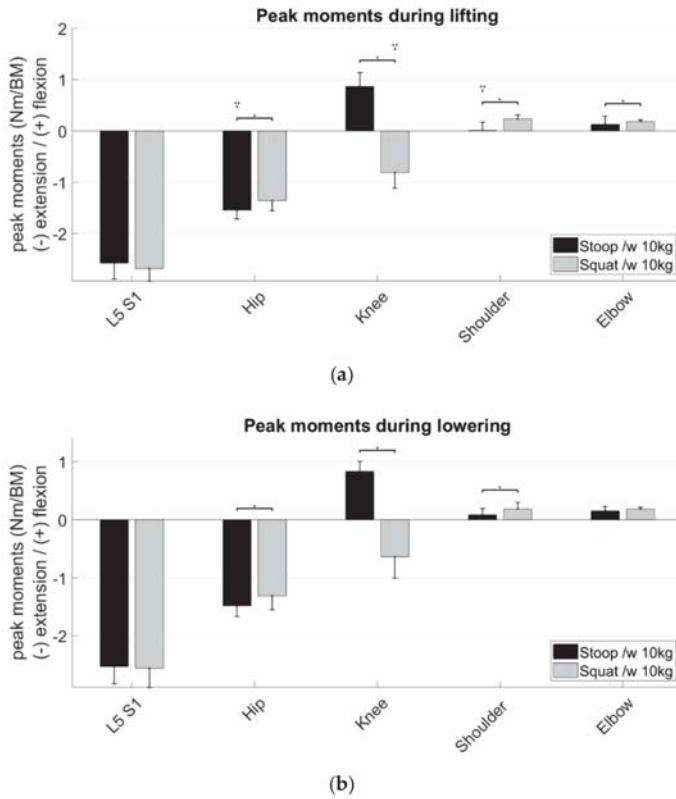 Peak moments during lifting
peak moments (Nm/BM)
(-) extension / (+) flexion
2
1
0
-1
-2
**
**
**
*
*
*
*
Stoop /w 10kg
Squat /w 10kg
L5 S1
Hip
Knee
Shoulder
Elbow
(a)
Peak moments during lowering
peak moments (Nm/BM)
(-) extension / (+) flexion
1
0
-1
-2
*
*
*
Stoop /w 10kg
Squat /w 10kg
L5 S1
Hip
Knee
Shoulder
Elbow
(b)